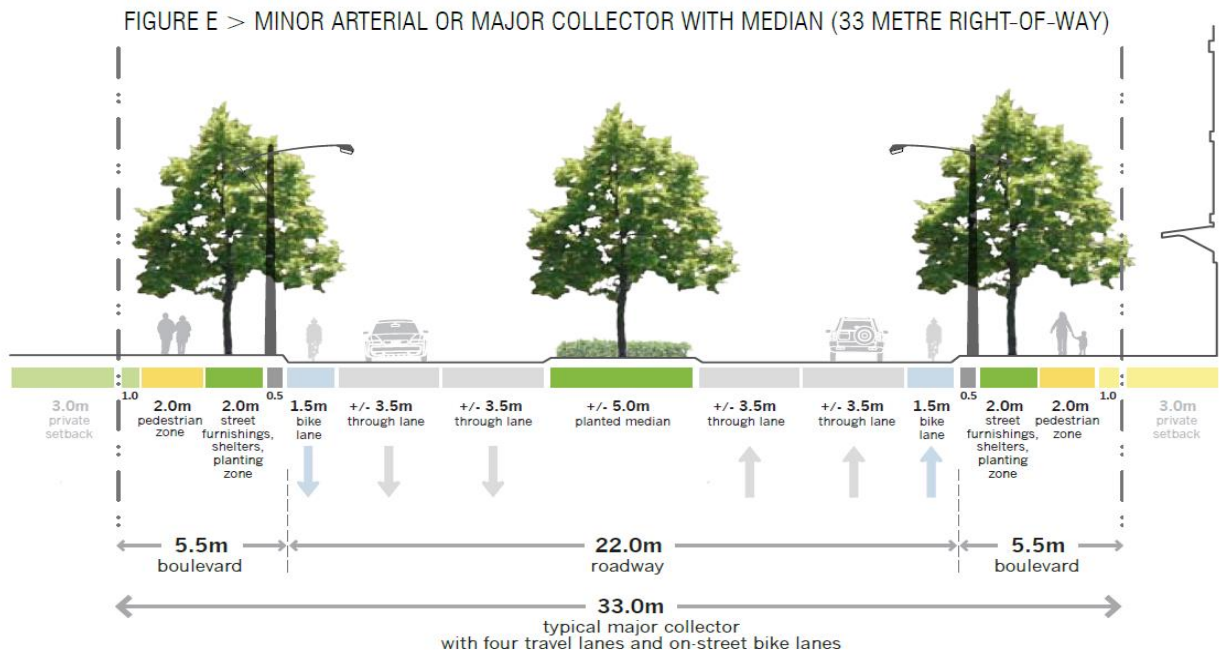 FIGURE E > MINOR ARTERIAL OR MAJOR COLLECTOR WITH MEDIAN (33 METRE RIGHT-OF-WAY)
3.0m
private
setback
1.0
2.0m
pedestrian
zone
2.0m
street
furnishings,
shelters,
planting
zone
0.5
1.5m
bike
lane
+/- 3.5m
through lane
+/- 3.5m
through lane
+/- 5.0m
planted median
+/- 3.5m
through lane
+/- 3.5m
through lane
1.5m
bike
lane
0.5
2.0m
street
furnishings,
shelters,
planting
zone
2.0m
pedestrian
zone
1.0
3.0m
private
setback
5.5m
boulevard
22.0m
roadway
5.5m
boulevard
33.0m
typical major collector
with four travel lanes and on-street bike lanes